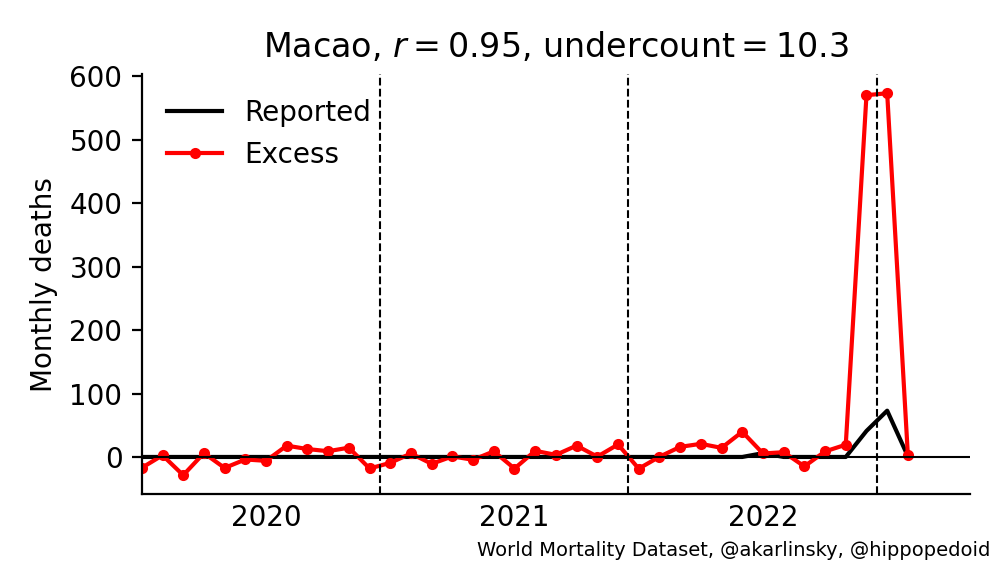 Macao, r = 0.95, undercount = 10.3
600
500
400
300
200
100
0
Monthly deaths
Reported
Excess
2020 2021 2022
World Mortality Dataset, @akarlinsky, @hippopedoid